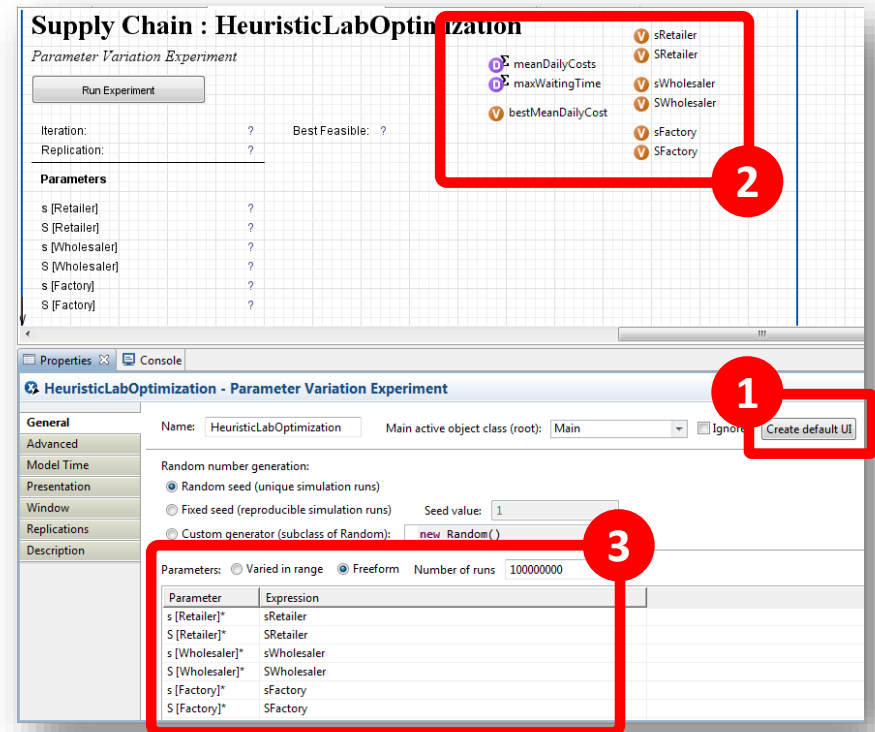 Supply Chain : HeuristicLabOptimization
Parameter Variation Experiment
Run Experiment
Iteration: ? Best Feasible: ?
Replication: ?
Parameters
s [Retailer] ?
S [Retailer] ?
s [Wholesaler] ?
S [Wholesaler] ?
s [Factory] ?
S [Factory] ?
D Σ meanDailyCosts
D Σ maxWaitingTime
V bestMeanDailyCost
V sRetailer
V SRetailer
V sWholesaler
V SWholesaler
V sFactory
V SFactory
2
Properties Console
HeuristicLabOptimization - Parameter Variation Experiment
1
General
Advanced
Model Time
Presentation
Window
Replications
Description
Name: HeuristicLabOptimization Main active object class (root): Main Ignore Create default UI
Random number generation:
Random seed (unique simulation runs)
Fixed seed (reproducible simulation runs) Seed value: 1
Custom generator (subclass of Random): new Random()
3
Parameters: Varied in range Freeform Number of runs 100000000
Parameter Expression
s [Retailer]* sRetailer
S [Retailer]* SRetailer
s [Wholesaler]* sWholesaler
S [Wholesaler]* SWholesaler
s [Factory]* sFactory
S [Factory]* SFactory